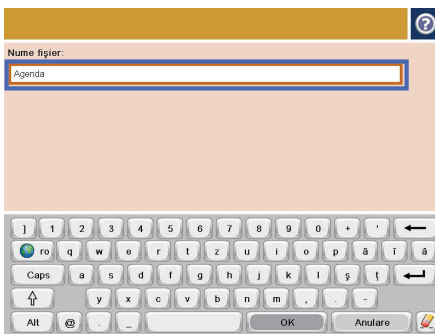 ?
Nume fişier:
Agenda
] 1 2 3 4 5 6 7 8 9 0 + '
ro q w e r t z u i o p ă î â
Caps a s d f g h j k l ş ţ
y x c v b n m , . -
Alt @ . _ OK Anulare